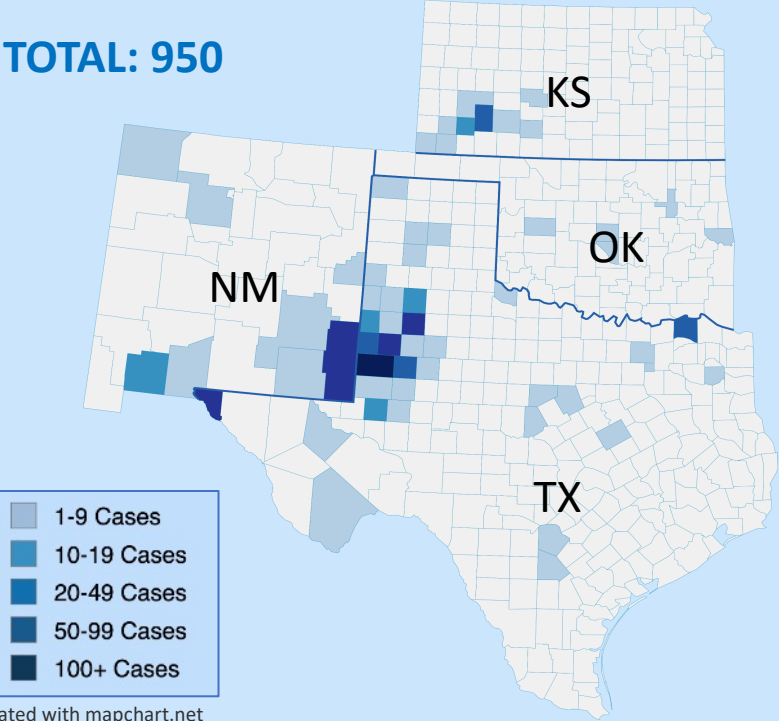 TOTAL: 950
KS
OK
NM
TX
1-9 Cases
10-19 Cases
20-49 Cases
50-99 Cases
100+ Cases
ated with mapchart.net